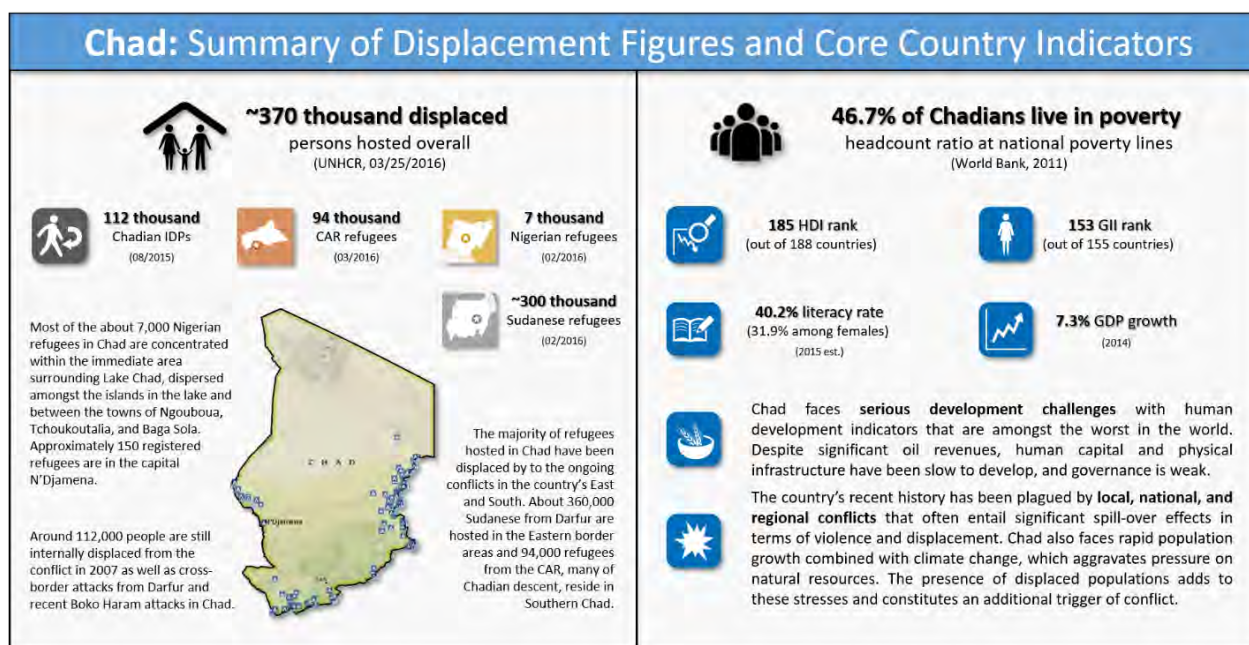 Chad: Summary of Displacement Figures and Core Country Indicators
~370 thousand displaced
persons hosted overall
(UNHCR, 03/25/2016)
112 thousand
Chadian IDPs
(08/2015)
94 thousand
CAR refugees
(03/2016)
7 thousand
Nigerian refugees
(02/2016)
~300 thousand
Sudanese refugees
(02/2016)
Most of the about 7,000 Nigerian
refugees in Chad are concentrated
within the immediate area
surrounding Lake Chad, dispersed
amongst the islands in the lake and
between the towns of Ngouboua,
Tchoukoutalia, and Baga Sola.
Approximately 150 registered
refugees are in the capital
N'Djamena.
Around 112,000 people are still
internally displaced from the
conflict in 2007 as well as cross-
border attacks from Darfur and
recent Boko Haram attacks in Chad.
C H A D
N'Djamena
The majority of refugees
hosted in Chad have been
displaced by to the ongoing
conflicts in the country's East
and South. About 360,000
Sudanese from Darfur are
hosted in the Eastern border
areas and 94,000 refugees
from the CAR, many of
Chadian descent, reside in
Southern Chad.
46.7% of Chadians live in poverty
headcount ratio at national poverty lines
(World Bank, 2011)
185 HDI rank
(out of 188 countries)
153 GII rank
(out of 155 countries)
40.2% literacy rate
(31.9% among females)
(2015 est.)
7.3% GDP growth
(2014)
Chad faces serious development challenges with human
development indicators that are amongst the worst in the world.
Despite significant oil revenues, human capital and physical
infrastructure have been slow to develop, and governance is weak.
The country's recent history has been plagued by local, national, and
regional conflicts that often entail significant spill-over effects in
terms of violence and displacement. Chad also faces rapid population
growth combined with climate change, which aggravates pressure on
natural resources. The presence of displaced populations adds to
these stresses and constitutes an additional trigger of conflict.